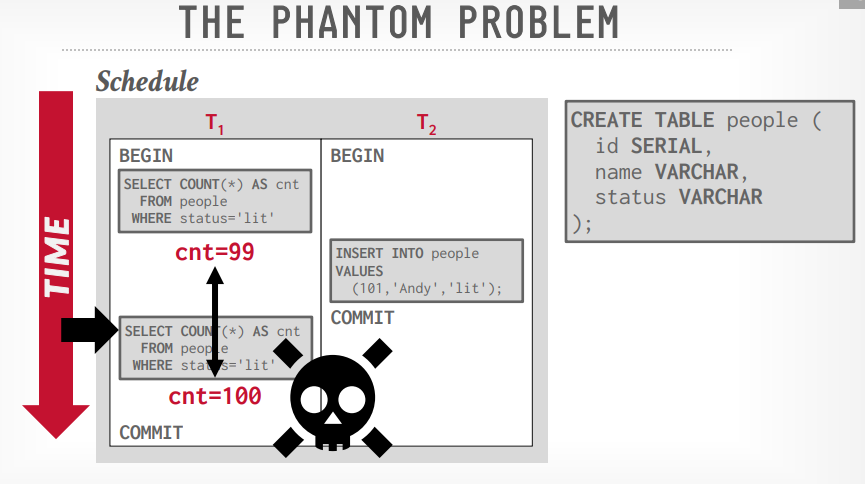 THE PHANTOM PROBLEM
Schedule
T1
T2
TIME
BEGIN
SELECT COUNT(*) AS cnt
FROM people
WHERE status='lit'
cnt=99
SELECT COUNT(*) AS cnt
FROM people
WHERE status='lit'
cnt=100
COMMIT
BEGIN
INSERT INTO people
VALUES
(101,'Andy','lit');
COMMIT
CREATE TABLE people (
id SERIAL,
name VARCHAR,
status VARCHAR
);